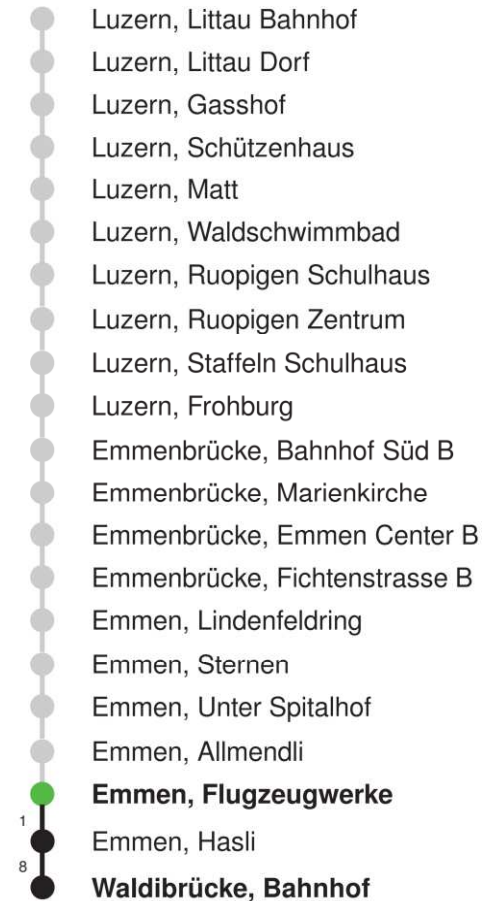 Luzern, Littau Bahnhof
Luzern, Littau Dorf
Luzern, Gasshof
Luzern, Schützenhaus
Luzern, Matt
Luzern, Waldschwimmbad
Luzern, Ruopigen Schulhaus
Luzern, Ruopigen Zentrum
Luzern, Staffeln Schulhaus
Luzern, Frohburg
Emmenbrücke, Bahnhof Süd B
Emmenbrücke, Marienkirche
Emmenbrücke, Emmen Center B
Emmenbrücke, Fichtenstrasse B
Emmen, Lindenfeldring
Emmen, Sternen
Emmen, Unter Spitalhof
Emmen, Allmendli
Emmen, Flugzeugwerke
1
Emmen, Hasli
8
Waldibrücke, Bahnhof